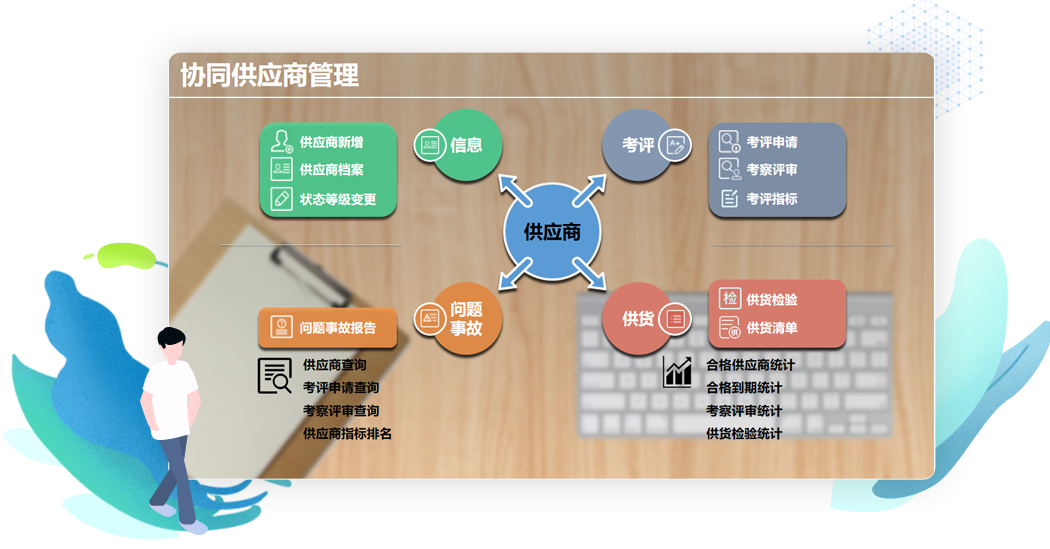 协同供应商管理
供应商新增
供应商档案
状态等级变更
信息
考评
考评申请
考察评审
考评指标
供应商
问题事故报告
问题
事故
供货
检
供货检验
供
供货清单
供应商查询
考评申请查询
考察评审查询
供应商指标排名
合格供应商统计
合格到期统计
考察评审统计
供货检验统计